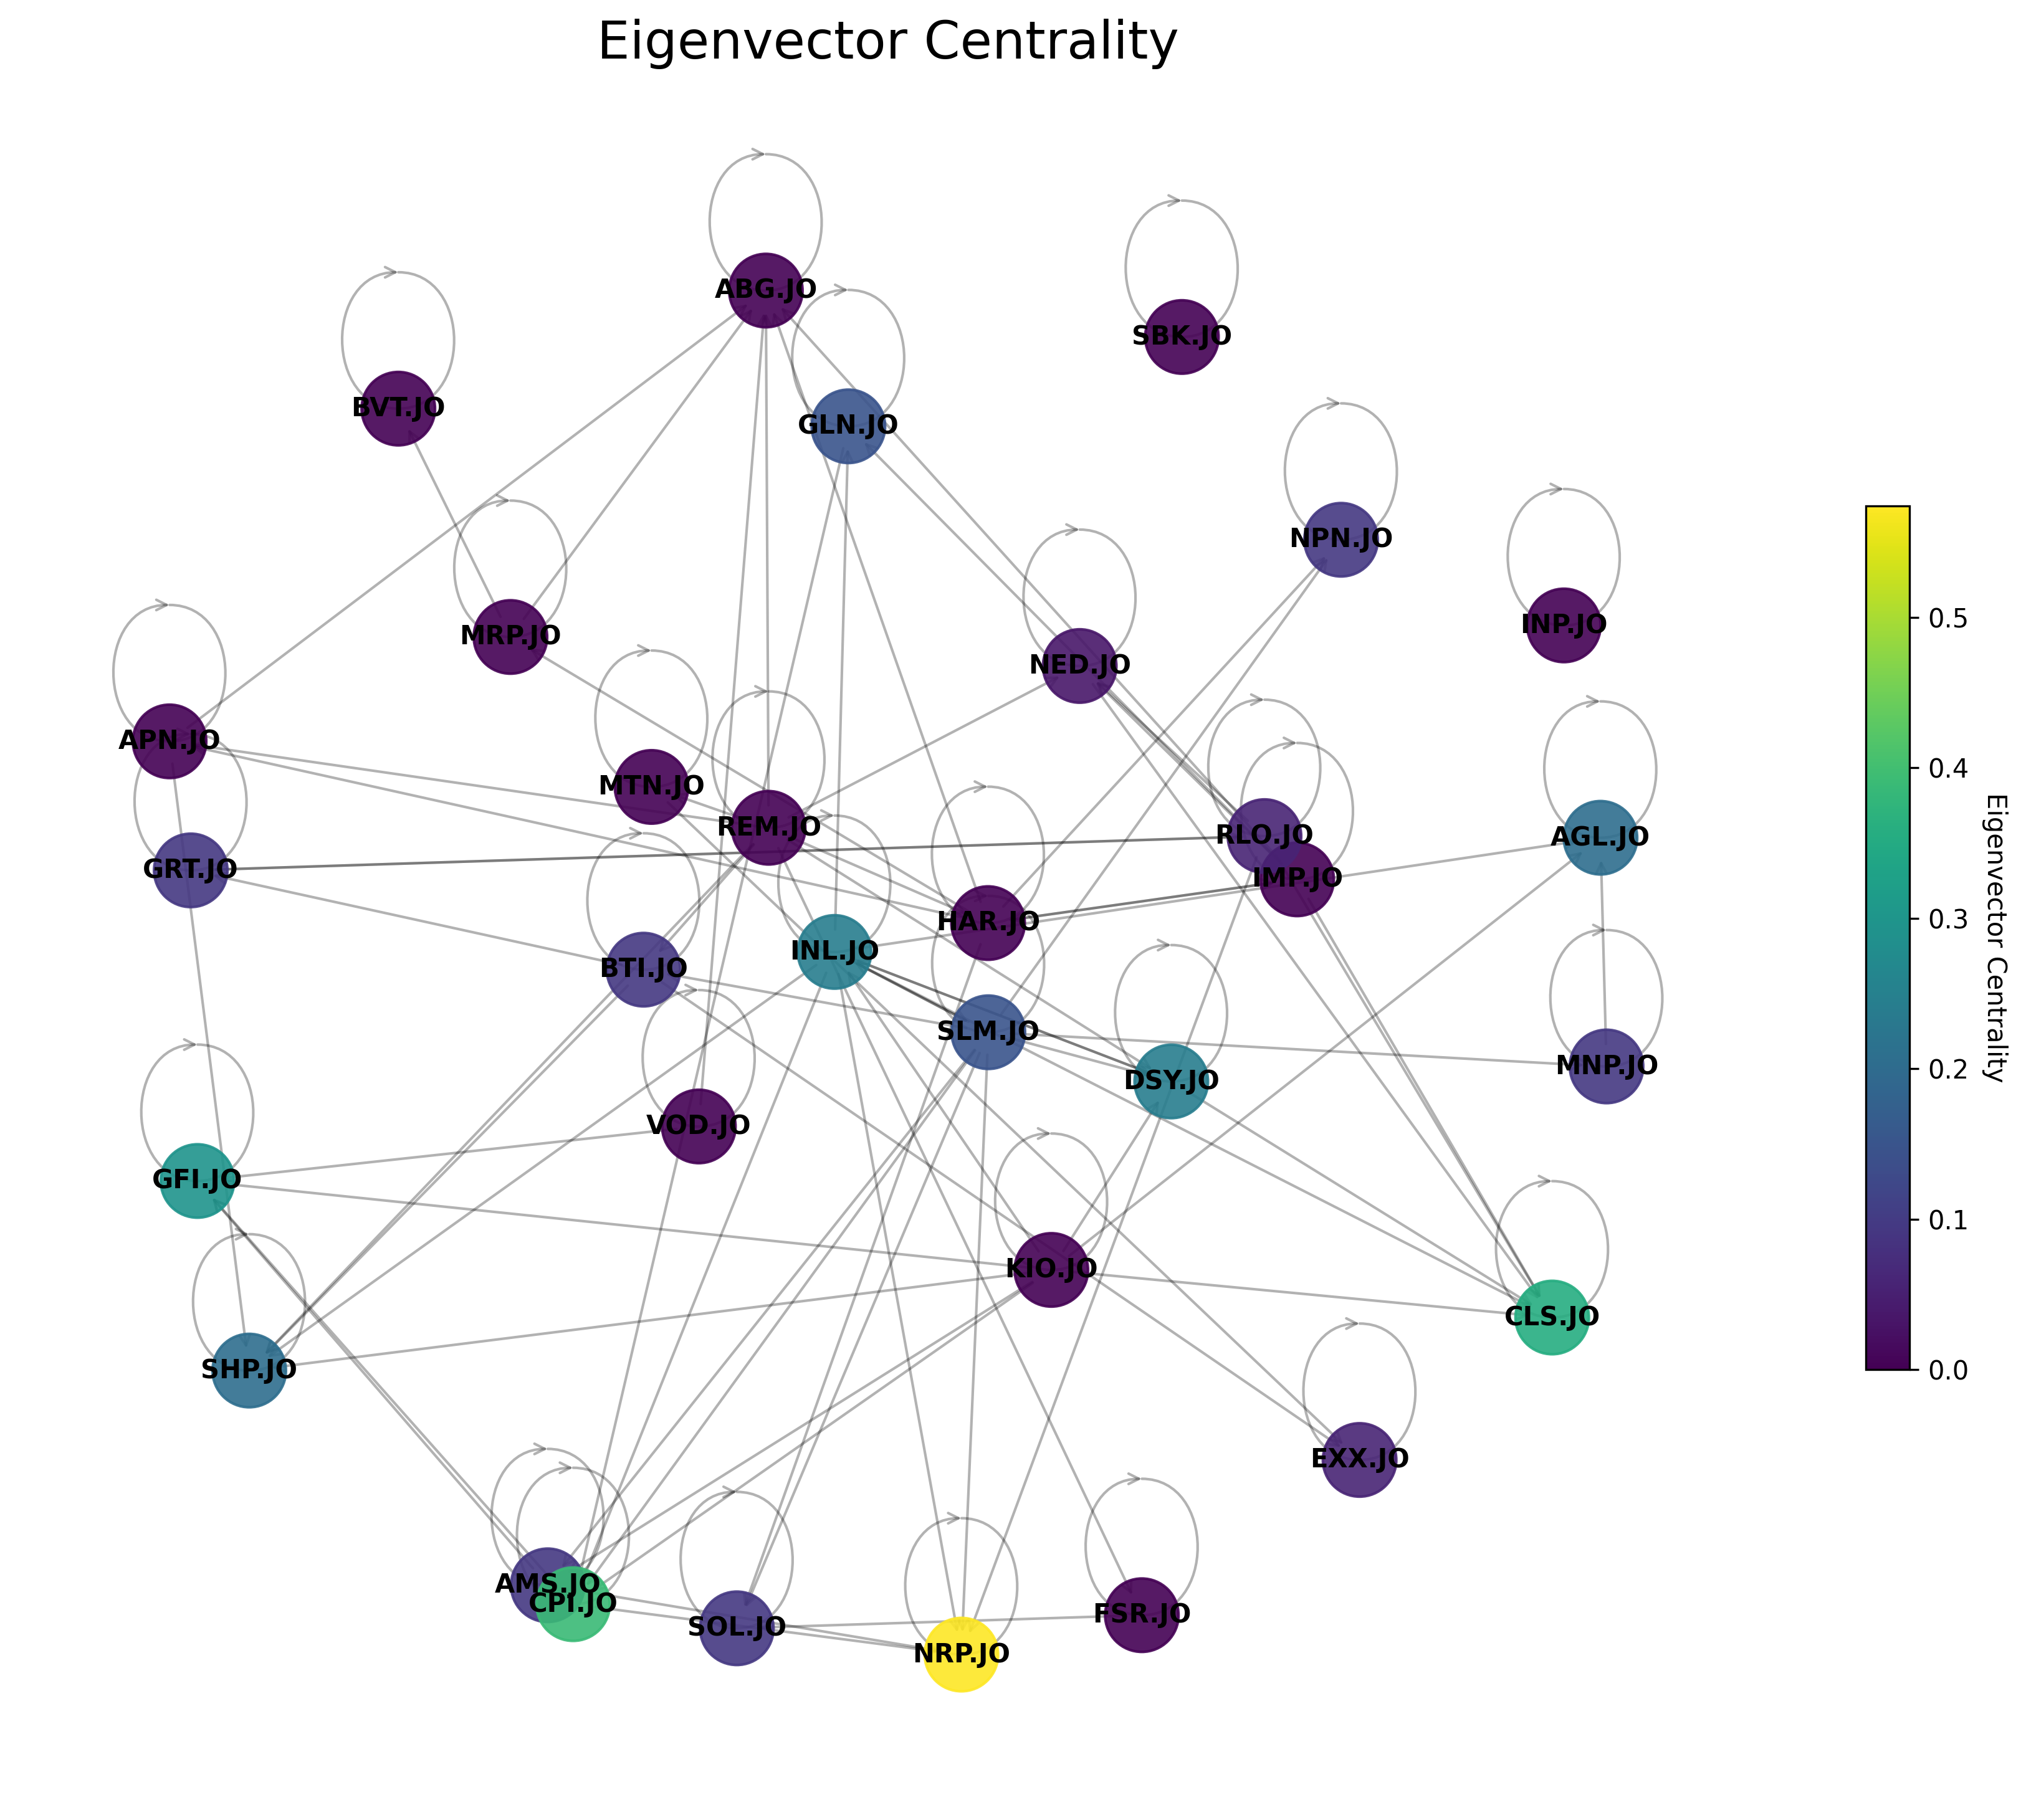 Eigenvector Centrality
ABG.JO
SBK.JO
BVT.JO
GLN.JO
NPN.JO
INP.JO
MRP.JO
NED.JO
APN.JO
MTN.JO
REM.JO
RLO.JO
AGL.JO
GRT.JO
IMP.JO
HAR.JO
INL.JO
BTI.JO
SLM.JO
DSY.JO
MNP.JO
VOD.JO
GFI.JO
KIO.JO
CLS.JO
SHP.JO
EXX.JO
AMS.JO
CPI.JO
SOL.JO
NRP.JO
FSR.JO
0.5
0.4
0.3
0.2
0.1
0.0
Eigenvector Centrality